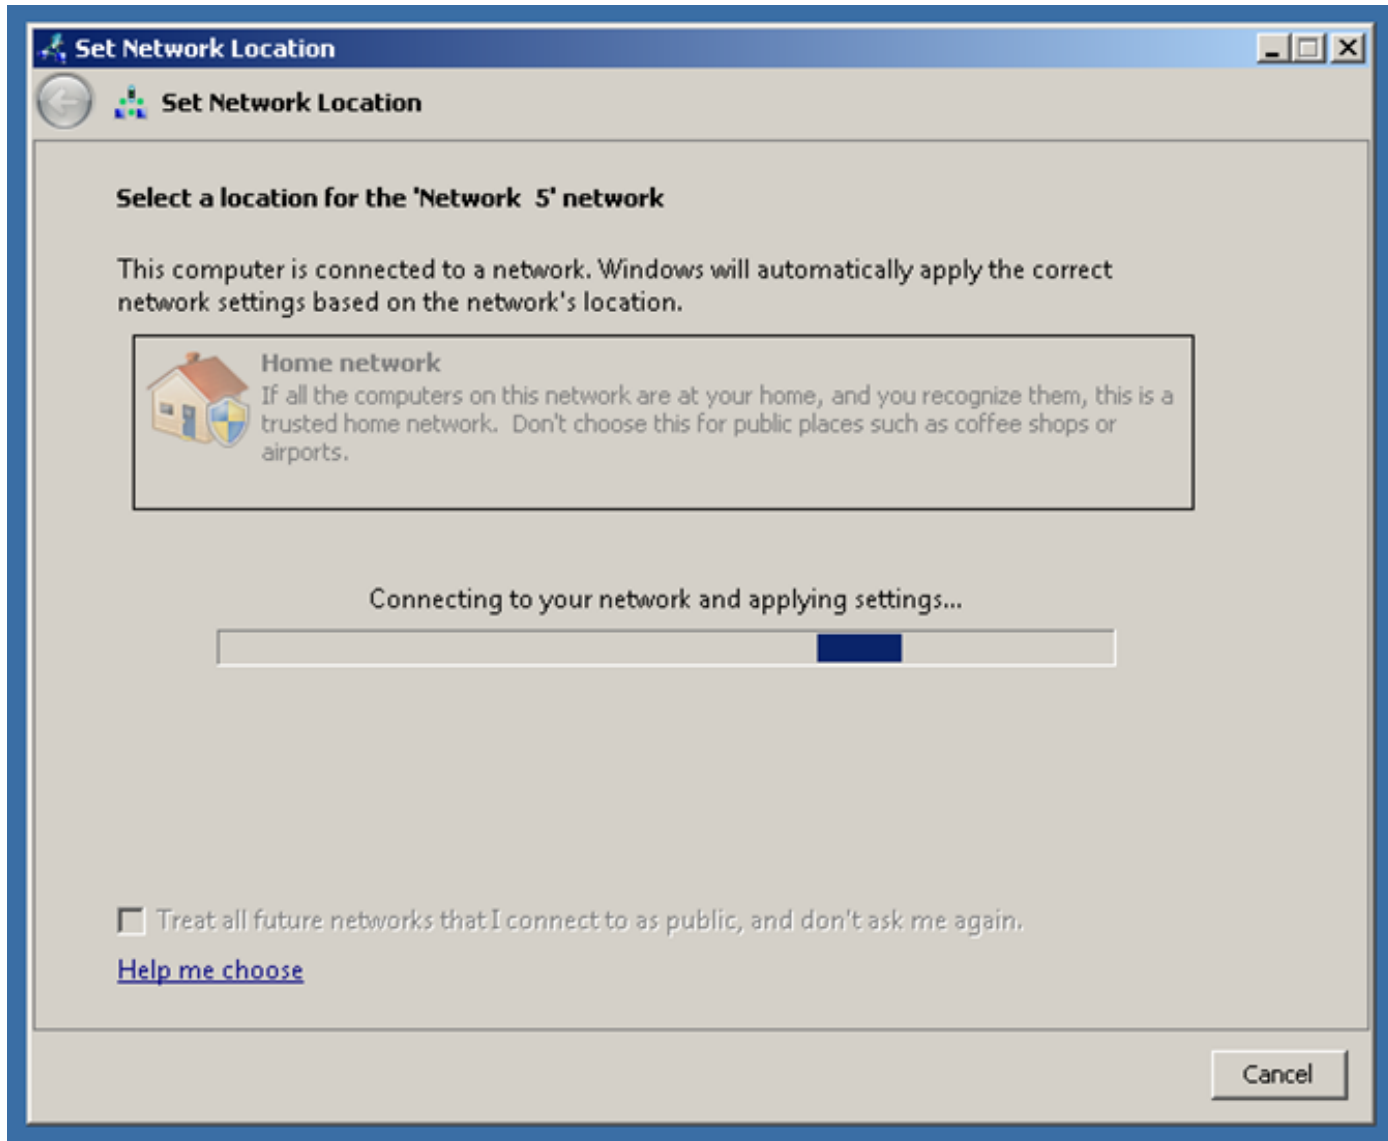 Set Network Location
Set Network Location
Select a location for the 'Network  5' network
This computer is connected to a network. Windows will automatically apply the correct
network settings based on the network's location.
Home network
If all the computers on this network are at your home, and you recognize them, this is a
trusted home network.  Don't choose this for public places such as coffee shops or
airports.
Connecting to your network and applying settings...
Treat all future networks that I connect to as public, and don't ask me again.
Help me choose
Cancel